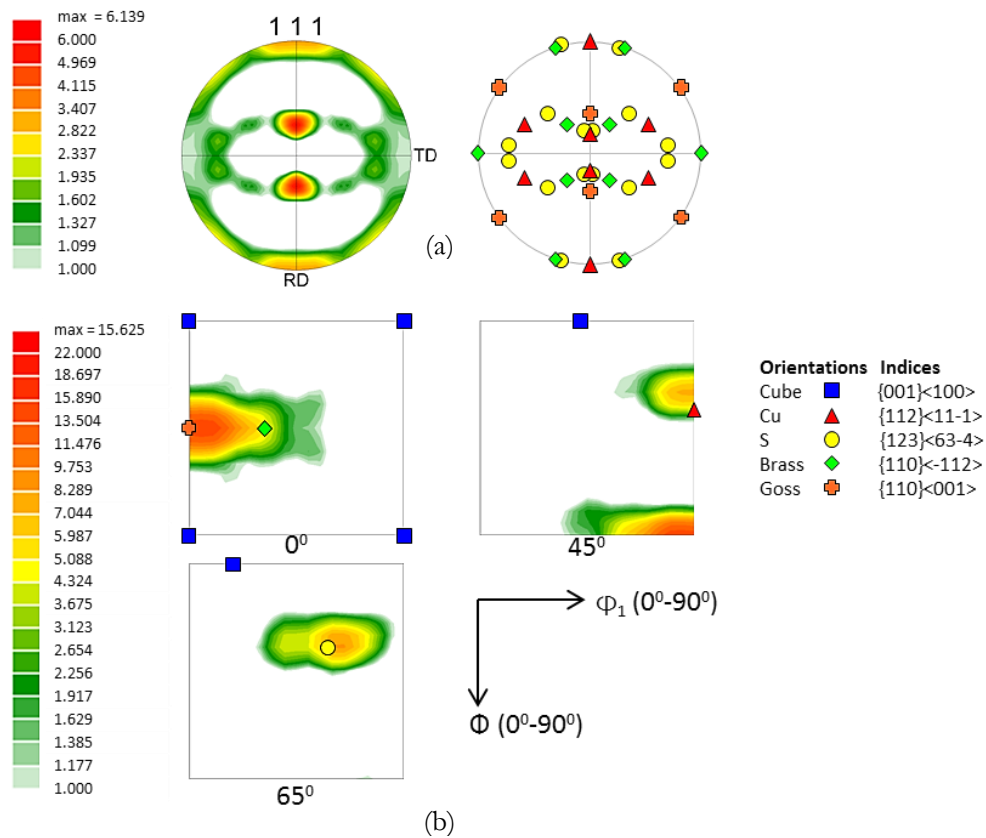 max = 6.139
6.000
4.969
4.115
3.407
2.822
2.337
1.935
1.602
1.327
1.099
1.000
1 1 1
TD
RD
(a)
max = 15.625
22.000
18.697
15.890
13.504
11.476
9.753
8.289
7.044
5.987
5.088
4.324
3.675
3.123
2.654
2.256
1.917
1.629
1.385
1.177
1.000
0⁰
45⁰
65⁰
φ₁ (0⁰-90⁰)
Φ (0⁰-90⁰)
Orientations Indices
Cube {001}<100>
Cu {112}<11-1>
S {123}<63-4>
Brass {110}<-112>
Goss {110}<001>
(b)